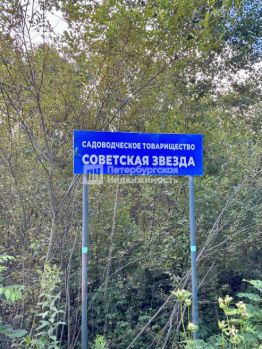 САДОВОДЧЕСКОЕ ТОВАРИЩЕСТВО
СОВЕТСКАЯ ЗВЕЗДА
Петербургская
Недвижимость